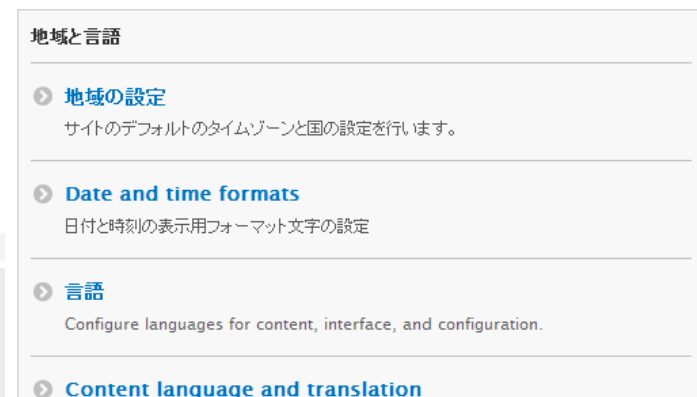 地域と言語
地域の設定
サイトのデフォルトのタイムゾーンと国の設定を行います。
Date and time formats
日付と時刻の表示用フォーマット文字の設定
言語
Configure languages for content, interface, and configuration.
Content language and translation